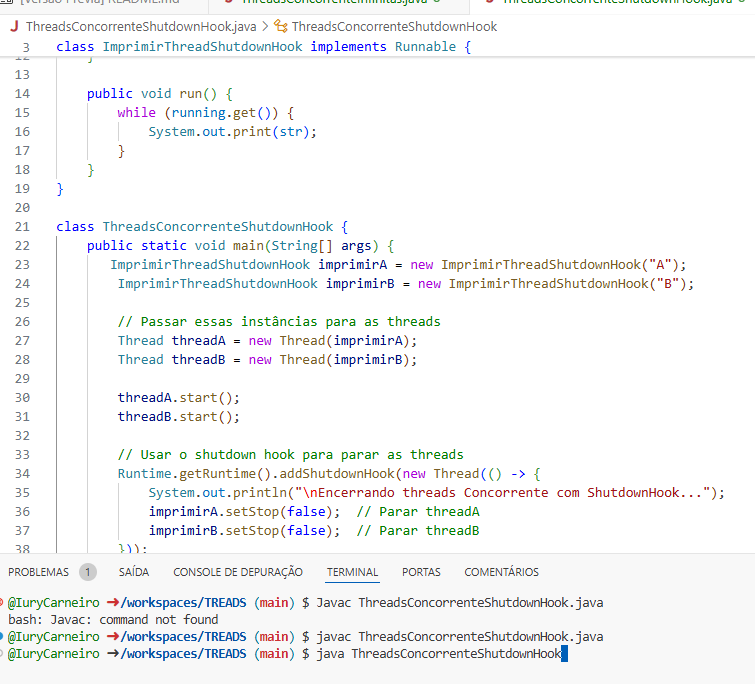 [Versão Prévia] README.md ThreadsConcorrenteInfinitas.java ThreadsConcorrenteShutdownHook.java
J ThreadsConcorrenteShutdownHook.java > ThreadsConcorrenteShutdownHook
3 class ImprimirThreadShutdownHook implements Runnable {
12 }
13
14 public void run() {
15 while (running.get()) {
16 System.out.print(str);
17 }
18 }
19 }
20
21 class ThreadsConcorrenteShutdownHook {
22 public static void main(String[] args) {
23 ImprimirThreadShutdownHook imprimirA = new ImprimirThreadShutdownHook("A");
24 ImprimirThreadShutdownHook imprimirB = new ImprimirThreadShutdownHook("B");
25
26 // Passar essas instâncias para as threads
27 Thread threadA = new Thread(imprimirA);
28 Thread threadB = new Thread(imprimirB);
29
30 threadA.start();
31 threadB.start();
32
33 // Usar o shutdown hook para parar as threads
34 Runtime.getRuntime().addShutdownHook(new Thread(() -> {
35 System.out.println("\nEncerrando threads Concorrente com ShutdownHook...");
36 imprimirA.setStop(false); // Parar threadA
37 imprimirB.setStop(false); // Parar threadB
38 }));
PROBLEMAS 1 SAÍDA CONSOLE DE DEPURAÇÃO TERMINAL PORTAS COMENTÁRIOS
@IuryCarneiro ➜/workspaces/TREADS (main) $ Javac ThreadsConcorrenteShutdownHook.java
bash: Javac: command not found
@IuryCarneiro ➜/workspaces/TREADS (main) $ javac ThreadsConcorrenteShutdownHook.java
@IuryCarneiro ➜/workspaces/TREADS (main) $ java ThreadsConcorrenteShutdownHook